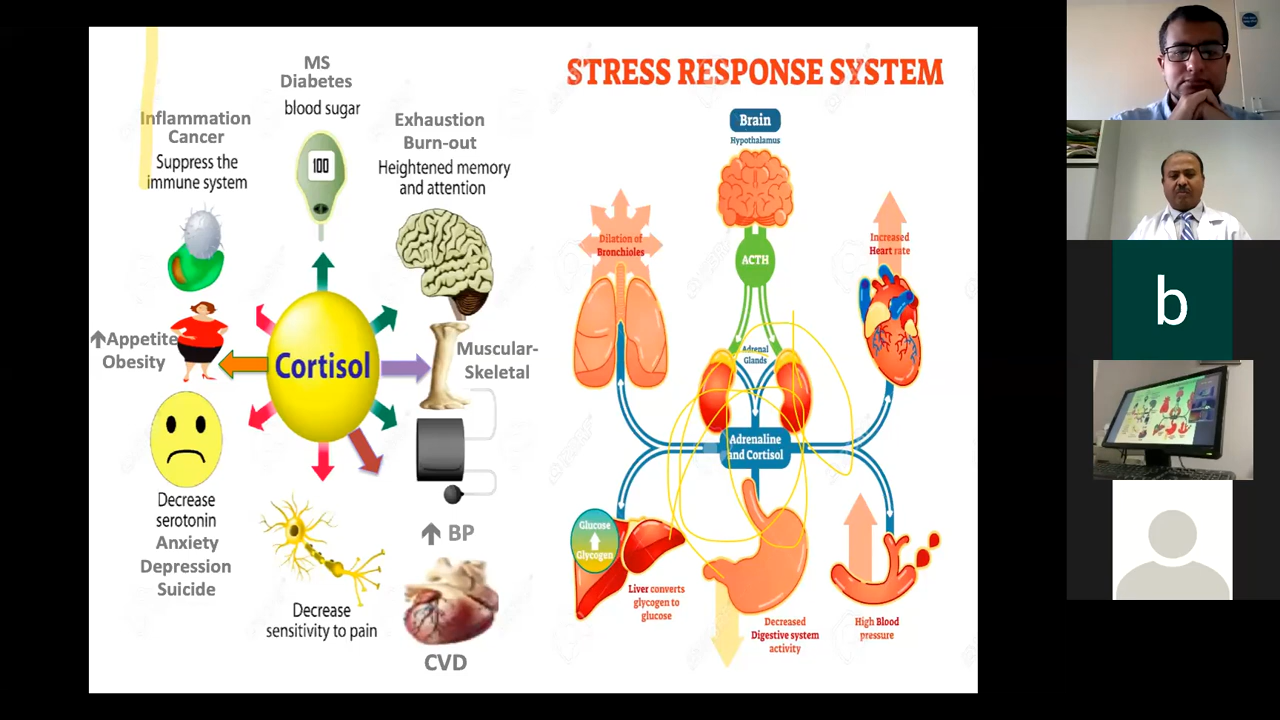 MS
Diabetes
blood sugar
100
Inflammation
Cancer
Suppress the
immune system
Exhaustion
Burn-out
Heightened memory
and attention
Appetite
Obesity
Cortisol
Muscular-
Skeletal
Decrease
serotonin
Anxiety
Depression
Suicide
Decrease
sensitivity to pain
BP
CVD
STRESS RESPONSE SYSTEM
Brain
Hypothalamus
ACTH
Dilation of
Bronchioles
Increased
Heart rate
Adrenal
Glands
Adrenaline
and Cortisol
Glucose
Glycogen
Liver converts
glycogen to
glucose
Decreased
Digestive system
activity
High Blood
pressure
b